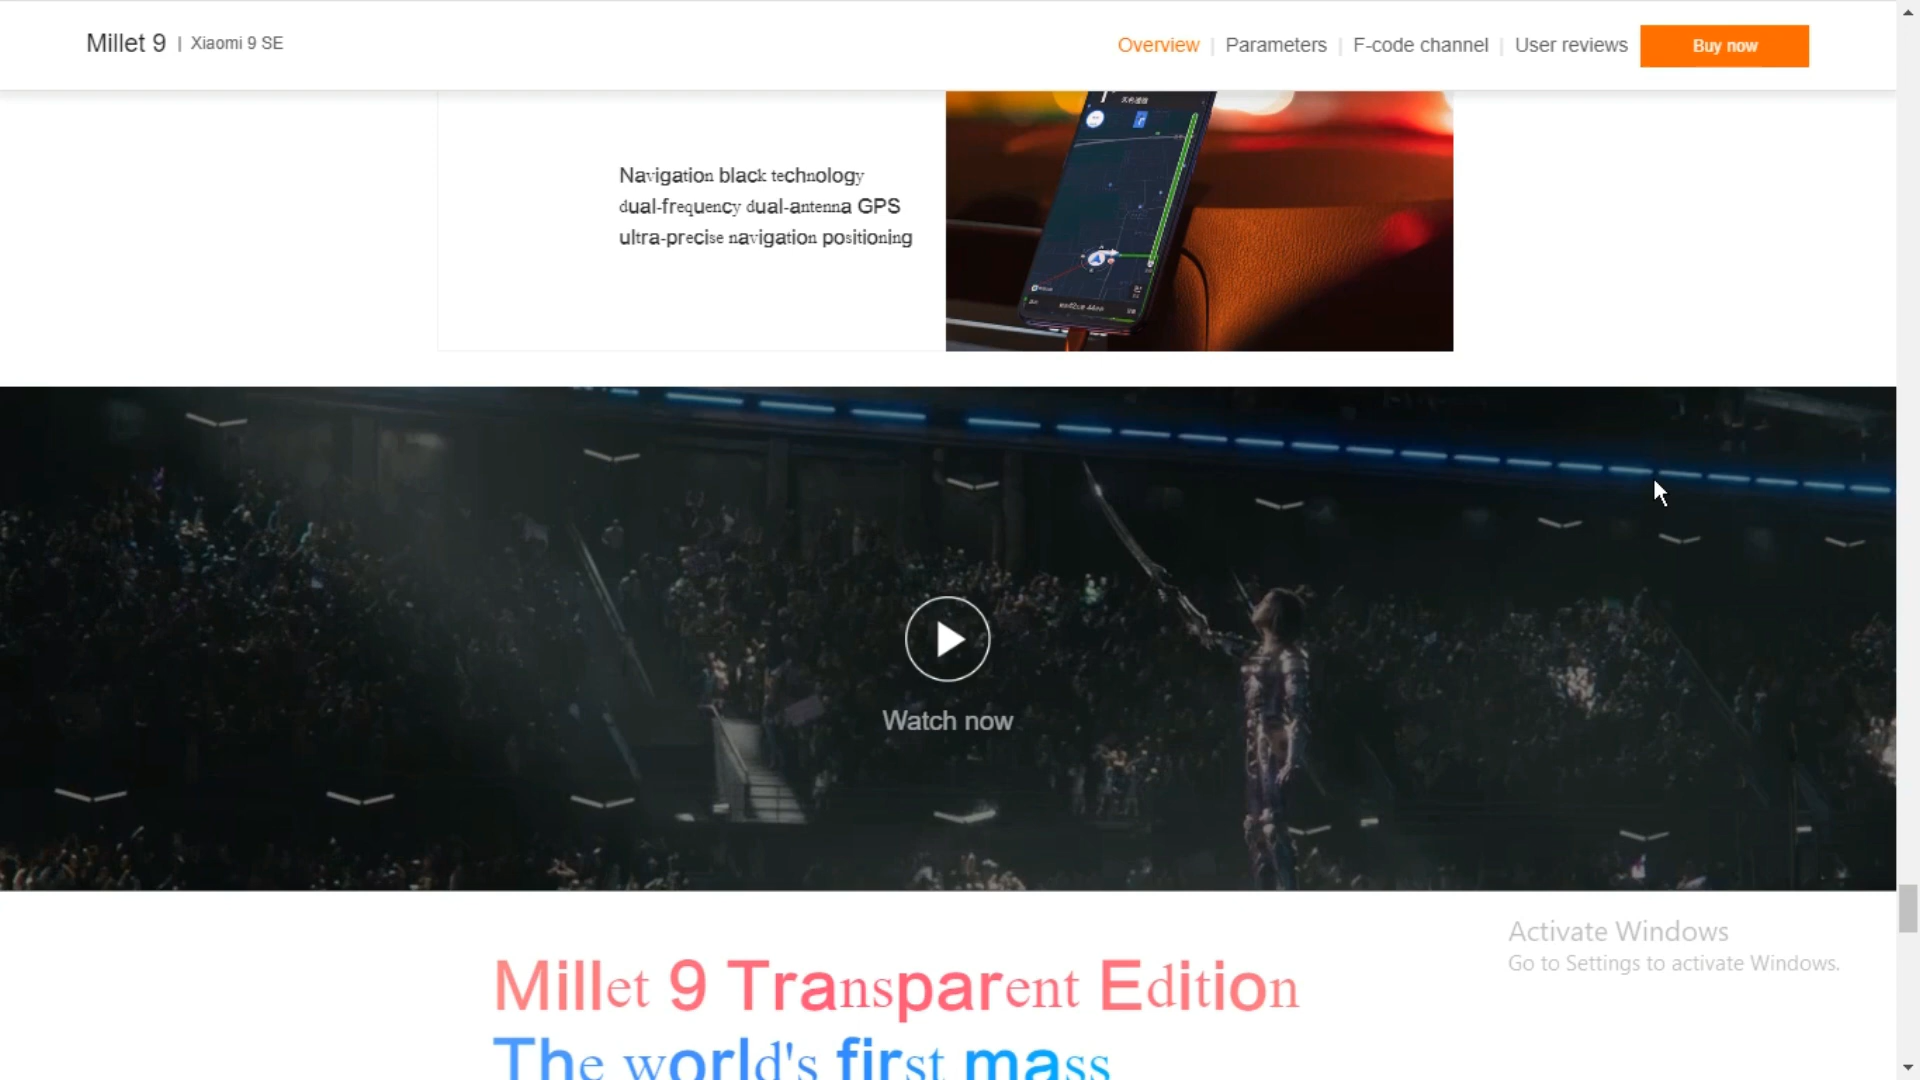 Millet 9 | Xiaomi 9 SE
Overview | Parameters | F-code channel | User reviews
Buy now
Navigation black technology
dual-frequency dual-antenna GPS
ultra-precise navigation positioning
Watch now
Activate Windows
Go to Settings to activate Windows.
Millet 9 Transparent Edition
The world's first mass